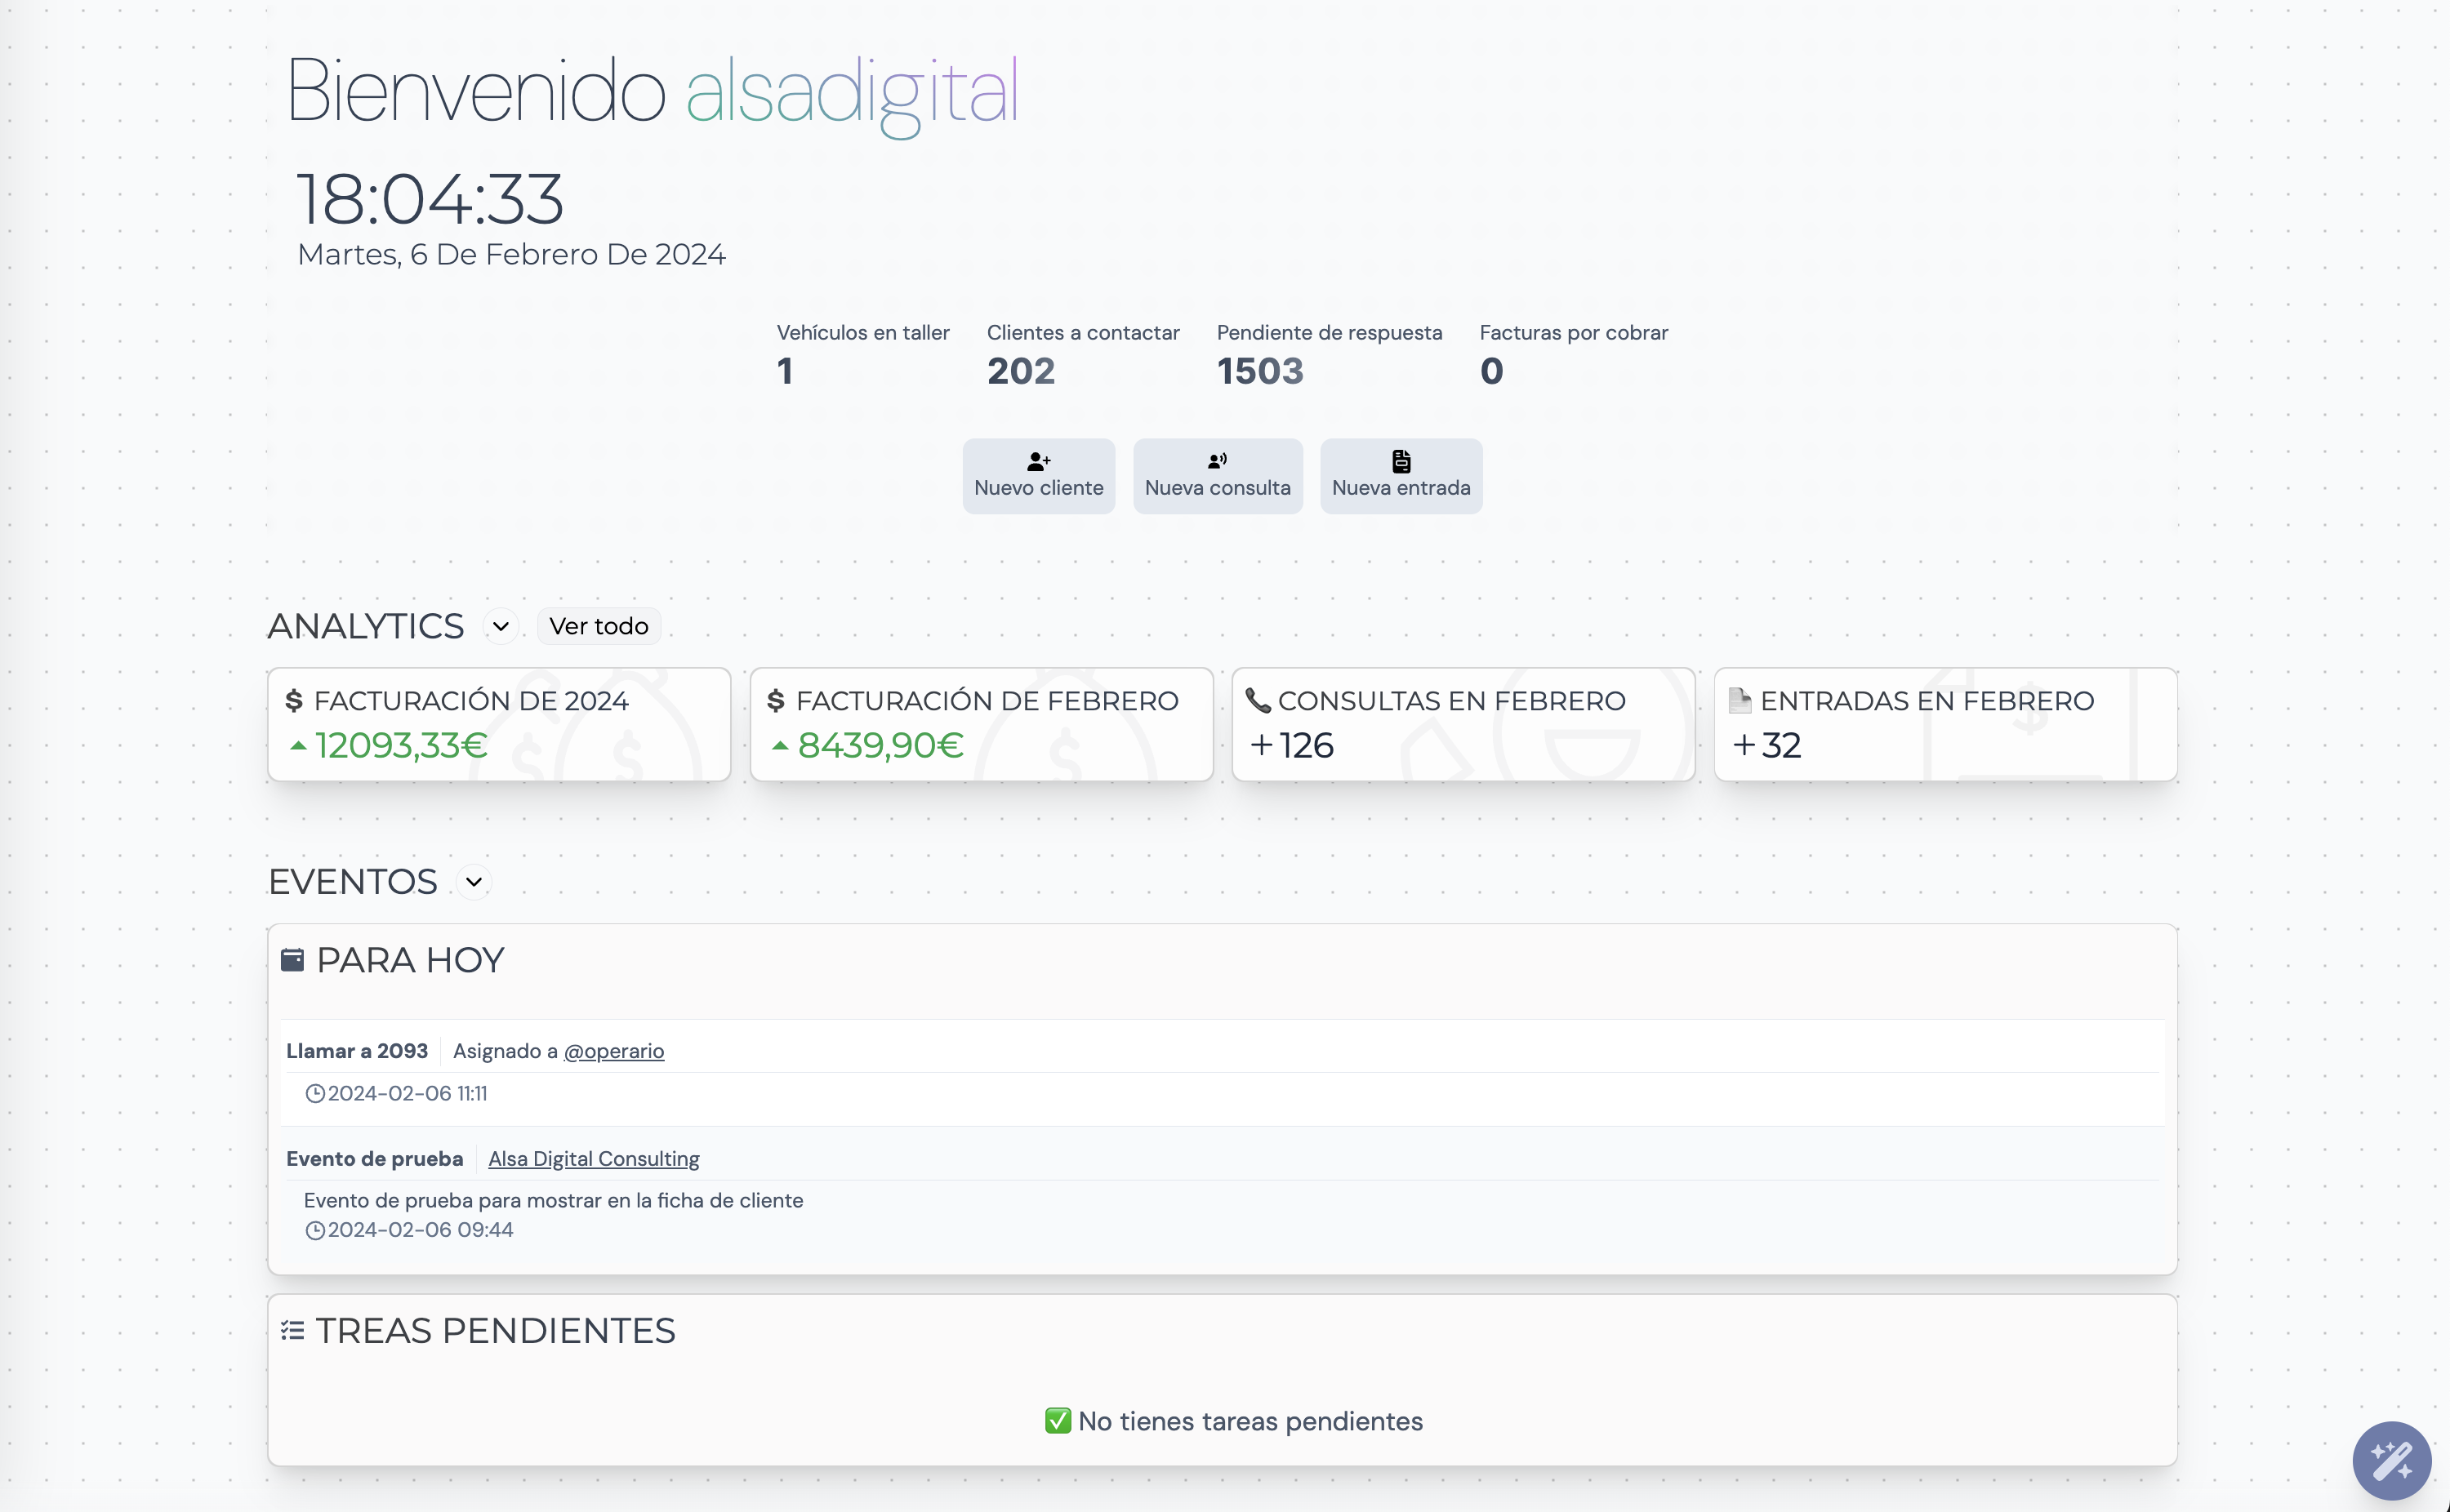 Bienvenido alsadigital
18:04:33
Martes, 6 De Febrero De 2024
Vehículos en taller
1
Clientes a contactar
202
Pendiente de respuesta
1503
Facturas por cobrar
0
Nuevo cliente
Nueva consulta
Nueva entrada
ANALYTICS
Ver todo
$ FACTURACIÓN DE 2024
12093,33€
$ FACTURACIÓN DE FEBRERO
8439,90€
CONSULTAS EN FEBRERO
+126
ENTRADAS EN FEBRERO
+32
EVENTOS
PARA HOY
Llamar a 2093 Asignado a @operario
2024-02-06 11:11
Evento de prueba Alsa Digital Consulting
Evento de prueba para mostrar en la ficha de cliente
2024-02-06 09:44
TREAS PENDIENTES
✅ No tienes tareas pendientes